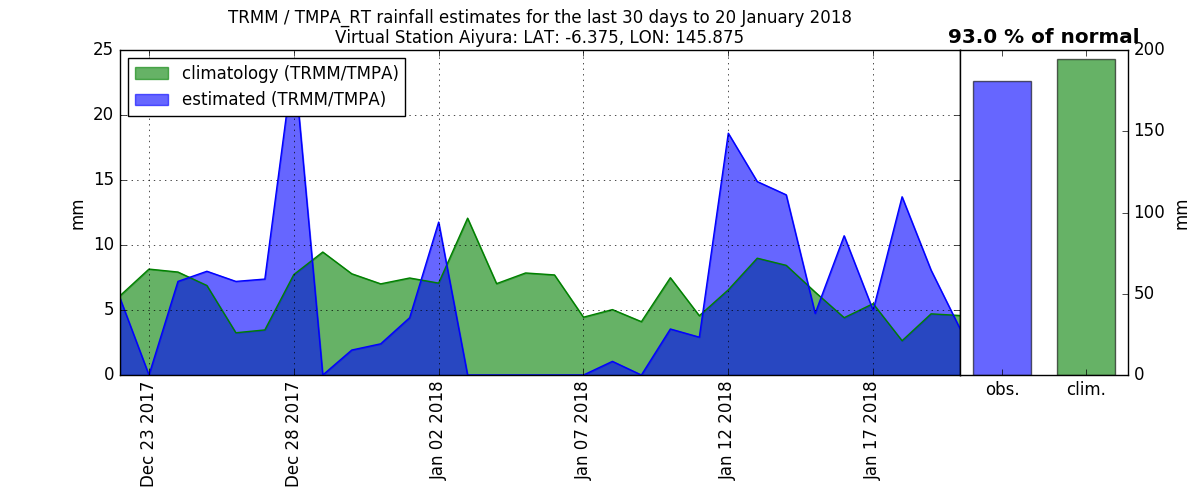 TRMM / TMPA_RT rainfall estimates for the last 30 days to 20 January 2018
Virtual Station Aiyura: LAT: -6.375, LON: 145.875
93.0 % of normal
climatology (TRMM/TMPA)
estimated (TRMM/TMPA)
25
20
15
10
5
0
mm
Dec 23 2017
Dec 28 2017
Jan 02 2018
Jan 07 2018
Jan 12 2018
Jan 17 2018
200
150
100
50
0
mm
obs.
clim.